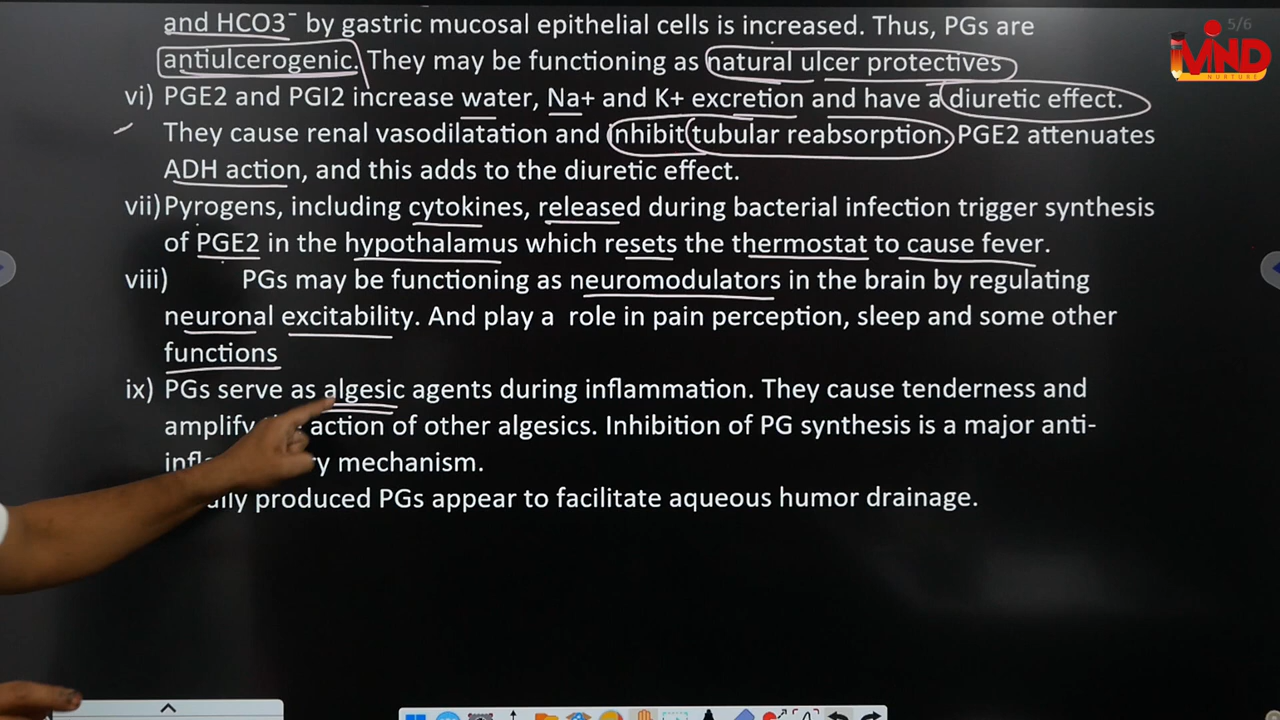 and HCO3⁻ by gastric mucosal epithelial cells is increased. Thus, PGs are
5/6
MIND
NURTURE
antiulcerogenic. They may be functioning as natural ulcer protectives
vi) PGE2 and PGI2 increase water, Na+ and K+ excretion and have a diuretic effect.
They cause renal vasodilatation and inhibit tubular reabsorption. PGE2 attenuates
ADH action, and this adds to the diuretic effect.
vii) Pyrogens, including cytokines, released during bacterial infection trigger synthesis
of PGE2 in the hypothalamus which resets the thermostat to cause fever.
viii) PGs may be functioning as neuromodulators in the brain by regulating
neuronal excitability. And play a role in pain perception, sleep and some other
functions
ix) PGs serve as algesic agents during inflammation. They cause tenderness and
amplify action of other algesics. Inhibition of PG synthesis is a major anti-
mechanism.
produced PGs appear to facilitate aqueous humor drainage.